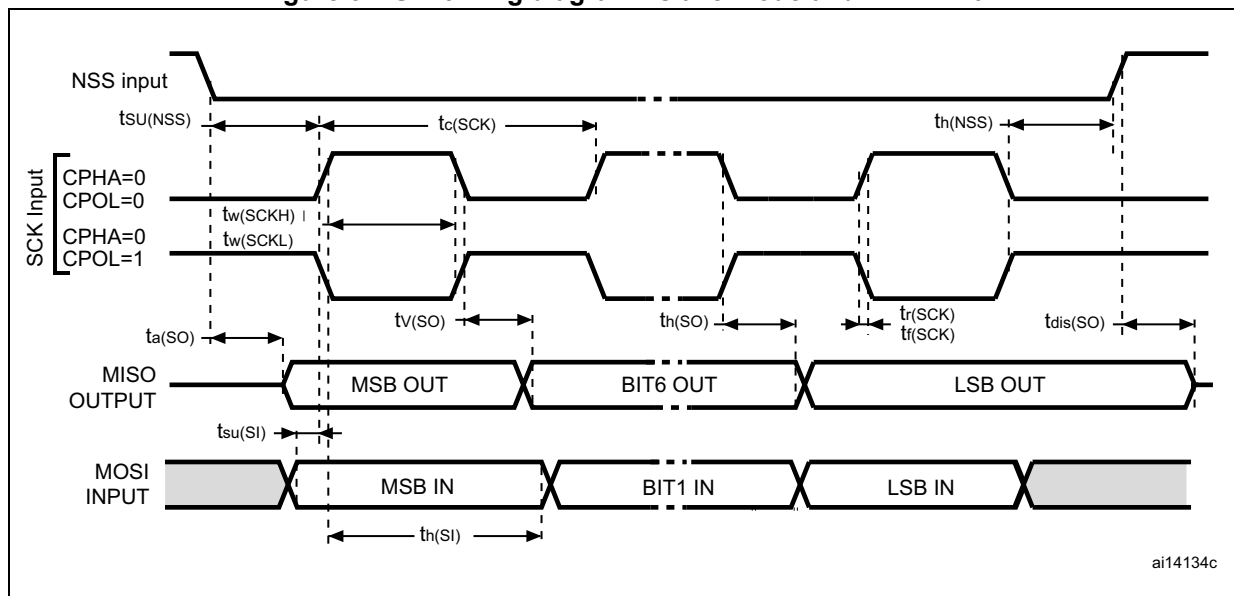 NSS input
tSU(NSS)
tc(SCK)
th(NSS)
SCK Input
CPHA=0
CPOL=0
tw(SCKH)
CPHA=0
tw(SCKL)
CPOL=1
ta(SO)
tV(SO)
th(SO)
tr(SCK)
tf(SCK)
tdis(SO)
MISO
OUTPUT
MSB OUT
BIT6 OUT
LSB OUT
tsu(SI)
MOSI
INPUT
MSB IN
BIT1 IN
LSB IN
th(SI)
ai14134c